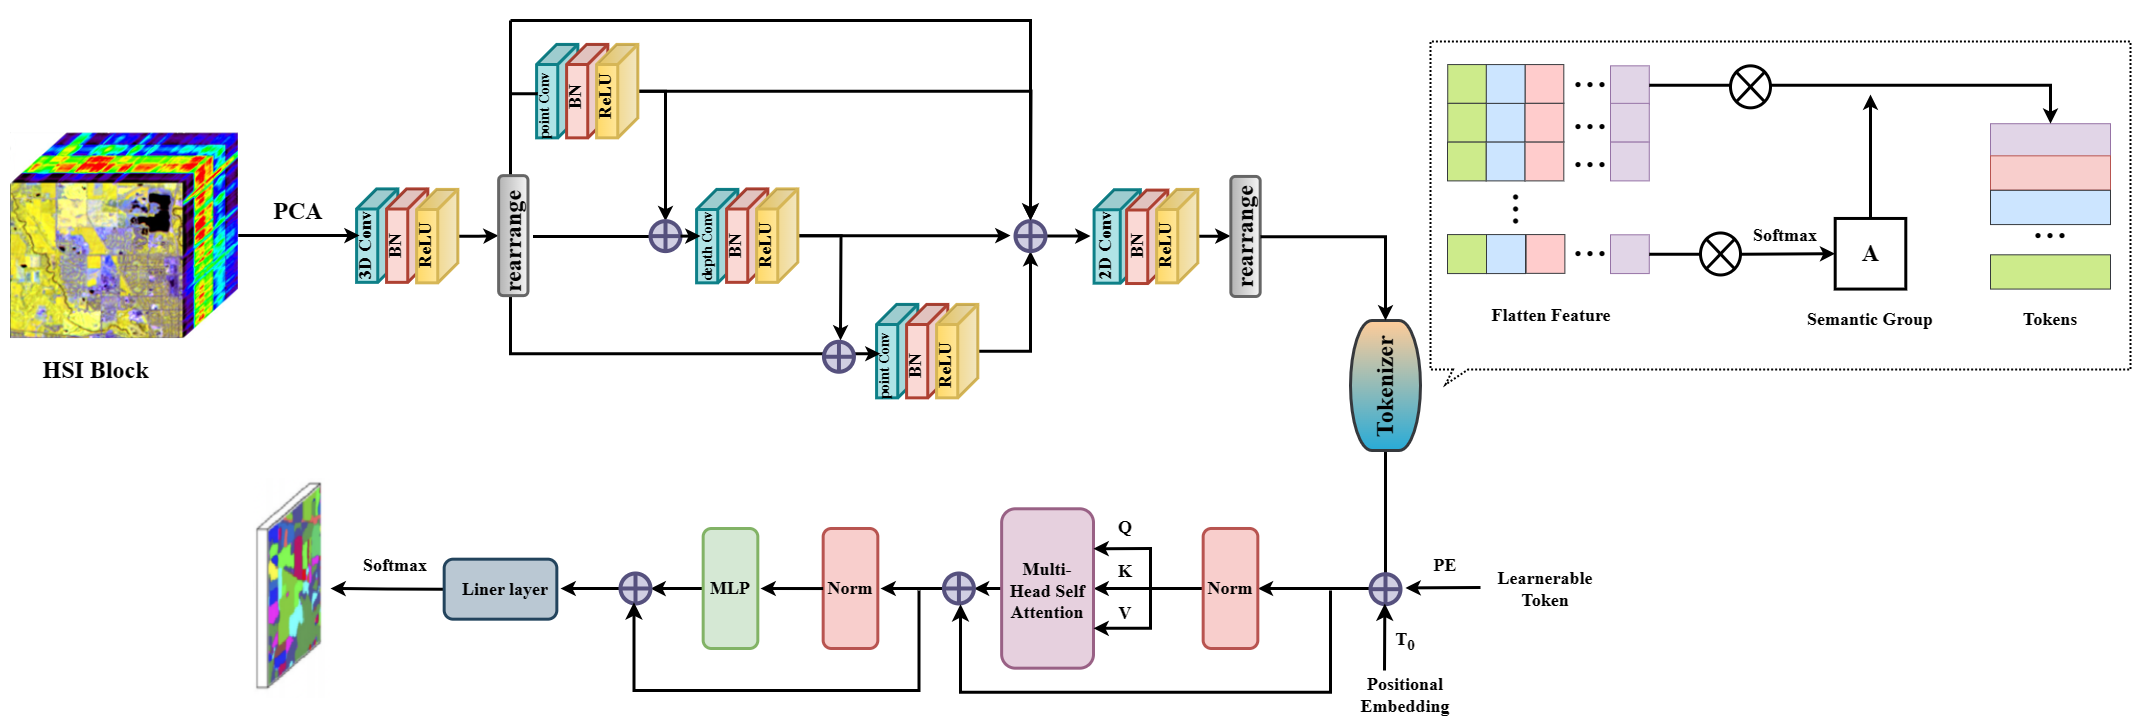 PCA
HSI Block
3D Conv
BN
ReLU
rearrange
point Conv
BN
ReLU
depth Conv
BN
ReLU
point Conv
BN
ReLU
2D Conv
BN
ReLU
rearrange
Tokenizer
Flatten Feature
Softmax
A
Semantic Group
Tokens
PE
Learnerable
Token
T0
Positional
Embedding
Norm
Q
K
V
Multi-
Head Self
Attention
Norm
MLP
Liner layer
Softmax